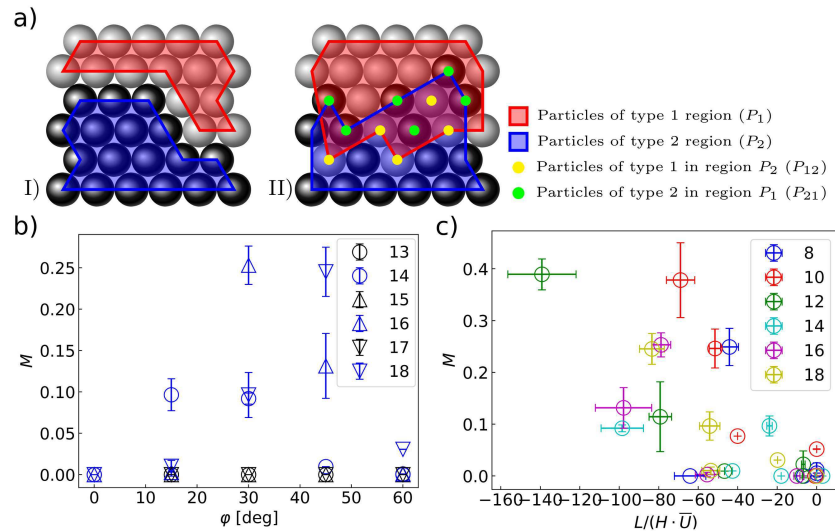 a)
I)
II)
Particles of type 1 region (P₁)
Particles of type 2 region (P₂)
Particles of type 1 in region P₂ (P₁₂)
Particles of type 2 in region P₁ (P₂₁)
b)
M
0.25
0.20
0.15
0.10
0.05
0.00
0 10 20 30 40 50 60
φ [deg]
13
14
15
16
17
18
c)
M
0.4
0.3
0.2
0.1
0.0
−160 −140 −120 −100 −80 −60 −40 −20 0
L/(H · U̅)
8
10
12
14
16
18